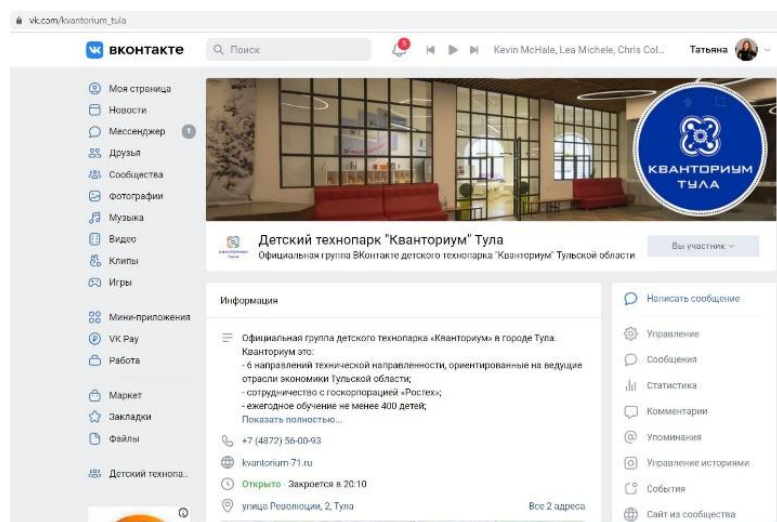 vk.com/kvantorium_tula
вконтакте
Поиск
Kevin McHale, Lea Michele, Chris Col...
Татьяна
Моя страница
Новости
Мессенджер
Друзья
Сообщества
Фотографии
Музыка
Видео
Клипы
Игры
Мини-приложения
VK Pay
Работа
Маркет
Закладки
Файлы
Детский технопа..
КВАНТОРИУМ
ТУЛА
Детский технопарк "Кванториум" Тула
Официальная группа ВКонтакте детского технопарка "Кванториум" Тульской области
Вы участник
Информация
Официальная группа детского технопарка «Кванториум» в городе Тула.
Кванториум это:
- 6 направлений технической направленности, ориентированные на ведущие
отрасли экономики Тульской области;
- сотрудничество с госкорпорацией «Ростех»;
- ежегодное обучение не менее 400 детей;
Показать полностью...
+7 (4872) 56-00-93
kvantorium-71.ru
Открыто · Закроется в 20:10
улица Революции, 2, Тула
Все 2 адреса
Написать сообщение
Управление
Сообщения
Статистика
Комментарии
Упоминания
Управление историями
События
Сайт из сообщества